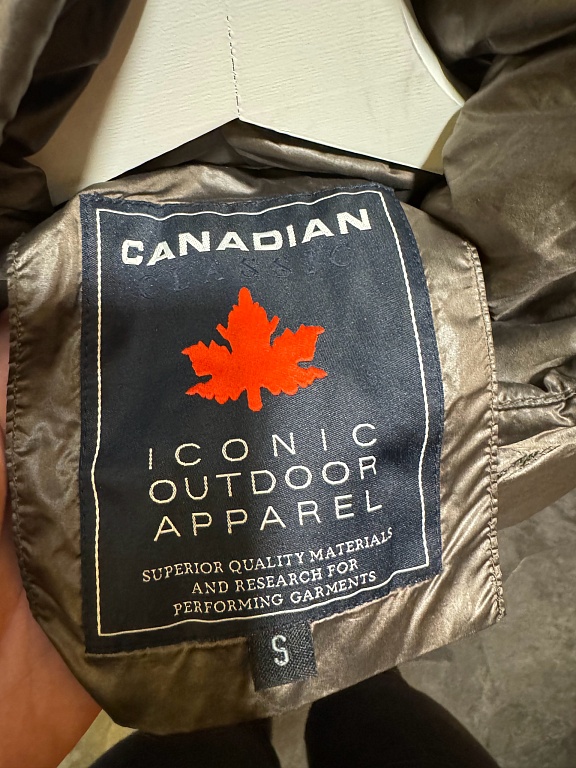 CANADIAN
CLASSIC
ICONIC
OUTDOOR
APPAREL
SUPERIOR QUALITY MATERIALS
AND RESEARCH FOR
PERFORMING GARMENTS
S